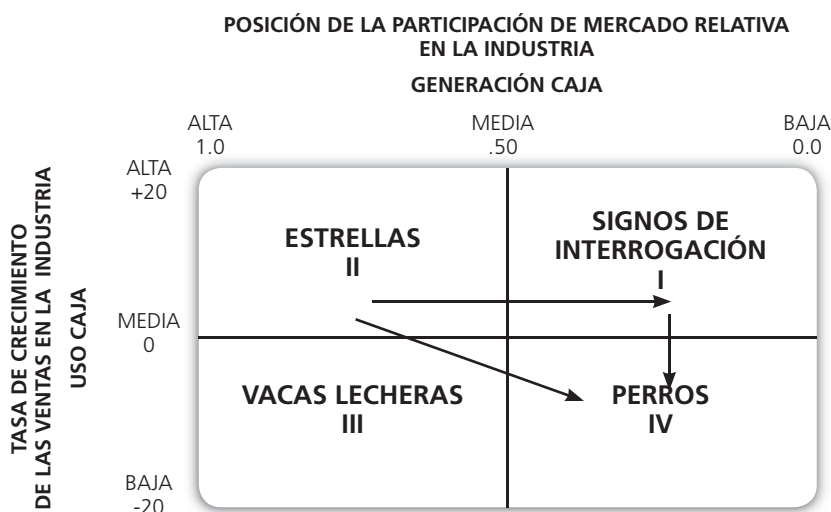 POSICIÓN DE LA PARTICIPACIÓN DE MERCADO RELATIVA
EN LA INDUSTRIA
GENERACIÓN CAJA
ALTA
1.0
MEDIA
.50
BAJA
0.0
TASA DE CRECIMIENTO
DE LAS VENTAS EN LA INDUSTRIA
USO CAJA
ALTA
+20
MEDIA
0
BAJA
-20
ESTRELLAS
II
SIGNOS DE
INTERROGACIÓN
I
VACAS LECHERAS
III
PERROS
IV